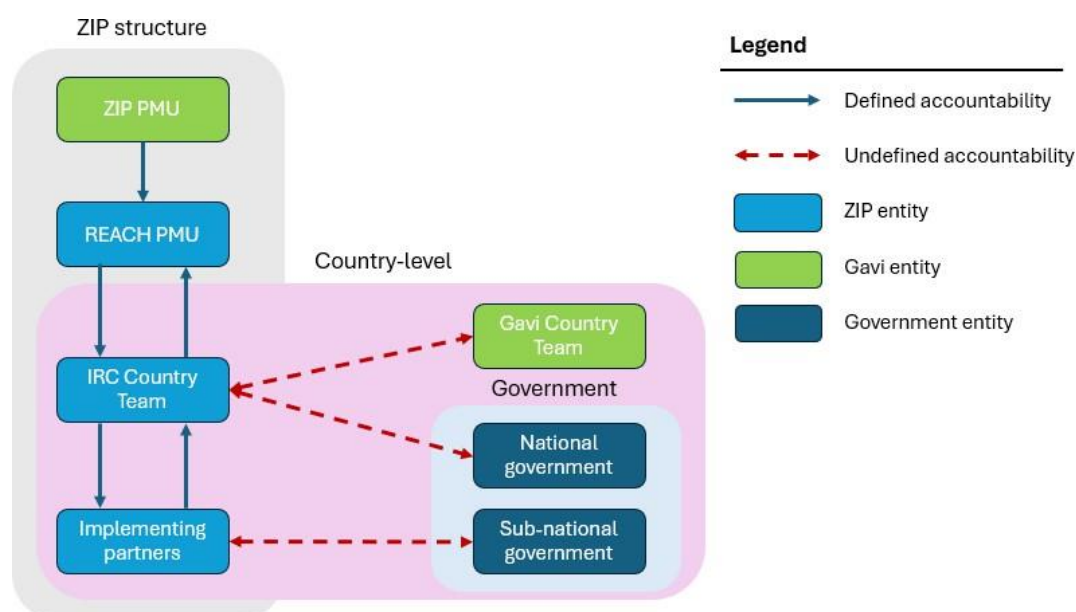 ZIP structure
ZIP PMU
REACH PMU
Country-level
IRC Country
Team
Implementing
partners
Gavi Country
Team
Government
National
government
Sub-national
government
Legend
Defined accountability
Undefined accountability
ZIP entity
Gavi entity
Government entity